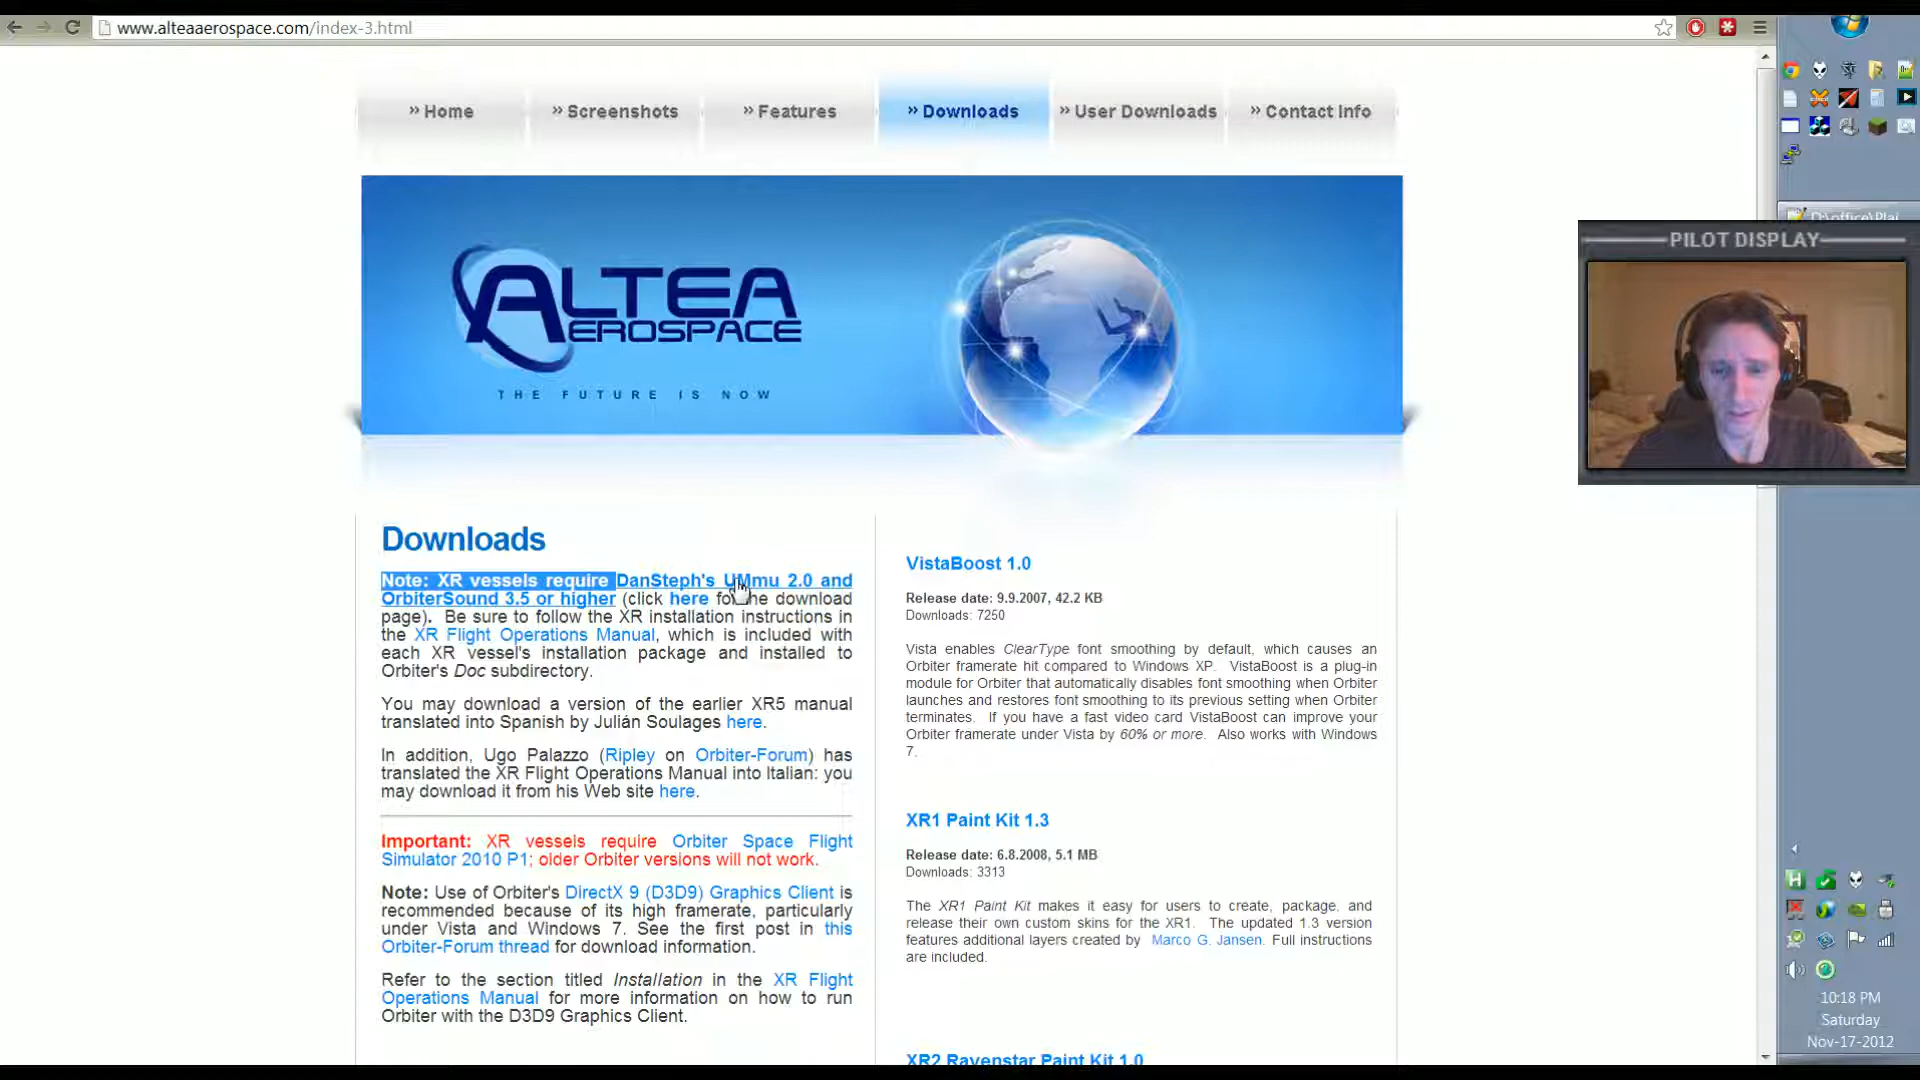 www.alteaaerospace.com/index-3.html
» Home
» Screenshots
» Features
» Downloads
» User Downloads
» Contact Info
PILOT DISPLAY
ALTEA
AEROSPACE
THE FUTURE IS NOW
Downloads
Note: XR vessels require DanSteph's UMmu 2.0 and
OrbiterSound 3.5 or higher (click here for the download
page). Be sure to follow the XR installation instructions in
the XR Flight Operations Manual, which is included with
each XR vessel's installation package and installed to
Orbiter's Doc subdirectory.
You may download a version of the earlier XR5 manual
translated into Spanish by Julián Soulages here.
In addition, Ugo Palazzo (Ripley on Orbiter-Forum) has
translated the XR Flight Operations Manual into Italian: you
may download it from his Web site here.
Important: XR vessels require Orbiter Space Flight
Simulator 2010 P1; older Orbiter versions will not work.
Note: Use of Orbiter's DirectX 9 (D3D9) Graphics Client is
recommended because of its high framerate, particularly
under Vista and Windows 7. See the first post in this
Orbiter-Forum thread for download information.
Refer to the section titled Installation in the XR Flight
Operations Manual for more information on how to run
Orbiter with the D3D9 Graphics Client.
VistaBoost 1.0
Release date: 9.9.2007, 42.2 KB
Downloads: 7250
Vista enables ClearType font smoothing by default, which causes an
Orbiter framerate hit compared to Windows XP. VistaBoost is a plug-in
module for Orbiter that automatically disables font smoothing when Orbiter
launches and restores font smoothing to its previous setting when Orbiter
terminates. If you have a fast video card VistaBoost can improve your
Orbiter framerate under Vista by 60% or more. Also works with Windows
7.
XR1 Paint Kit 1.3
Release date: 6.8.2008, 5.1 MB
Downloads: 3313
The XR1 Paint Kit makes it easy for users to create, package, and
release their own custom skins for the XR1. The updated 1.3 version
features additional layers created by Marco G. Jansen. Full instructions
are included.
XR2 Ravenstar Paint Kit 1.0
10:18 PM
Saturday
Nov-17-2012